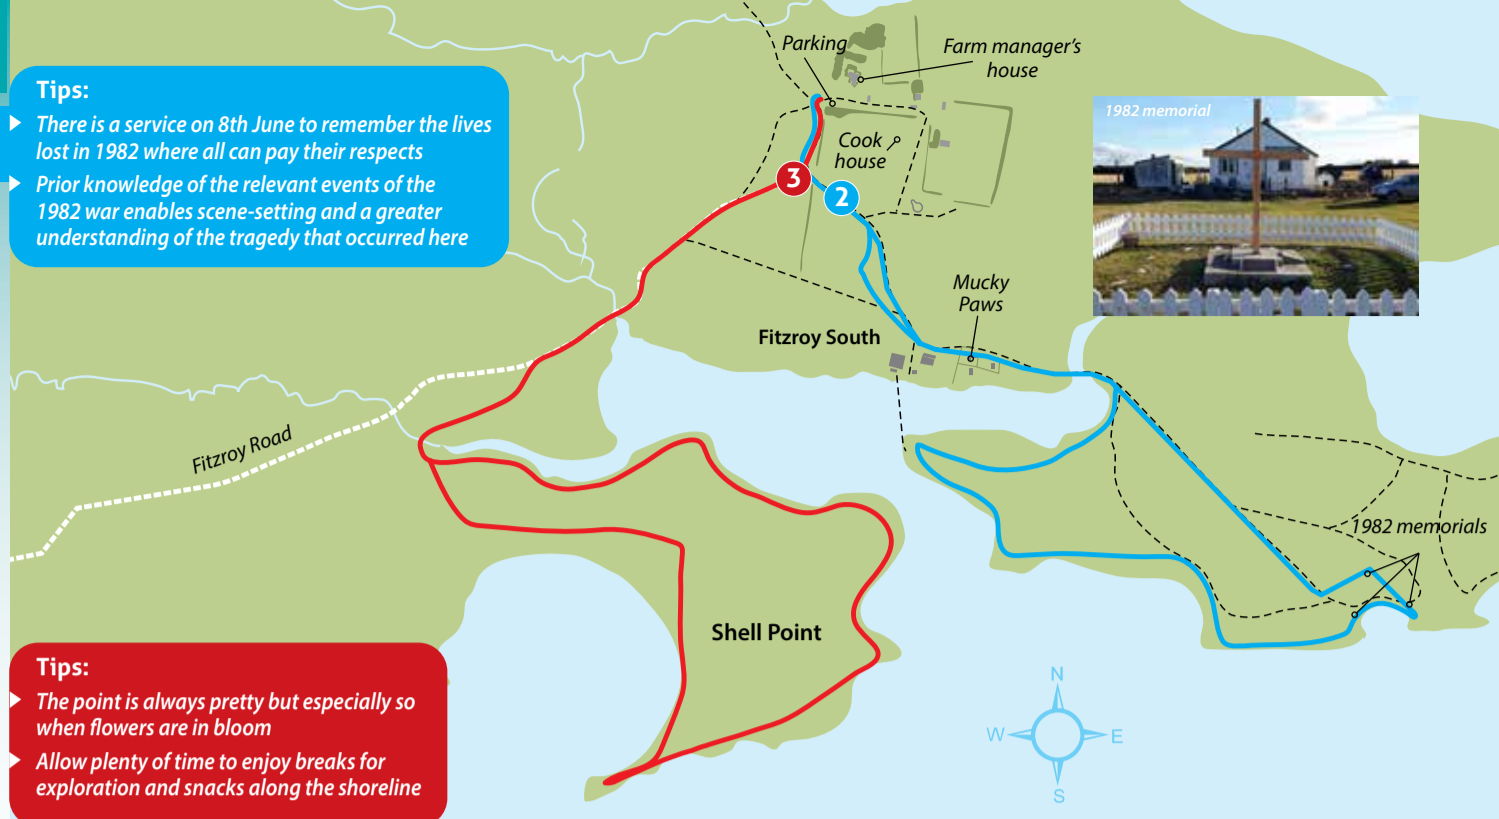 Tips:
There is a service on 8th June to remember the lives
lost in 1982 where all can pay their respects
Prior knowledge of the relevant events of the
1982 war enables scene-setting and a greater
understanding of the tragedy that occurred here
Parking
Farm manager's
house
1982 memorial
Cook
house
3
2
Mucky
Paws
Fitzroy South
Fitzroy Road
1982 memorials
Shell Point
Tips:
The point is always pretty but especially so
when flowers are in bloom
Allow plenty of time to enjoy breaks for
exploration and snacks along the shoreline
N
W
E
S